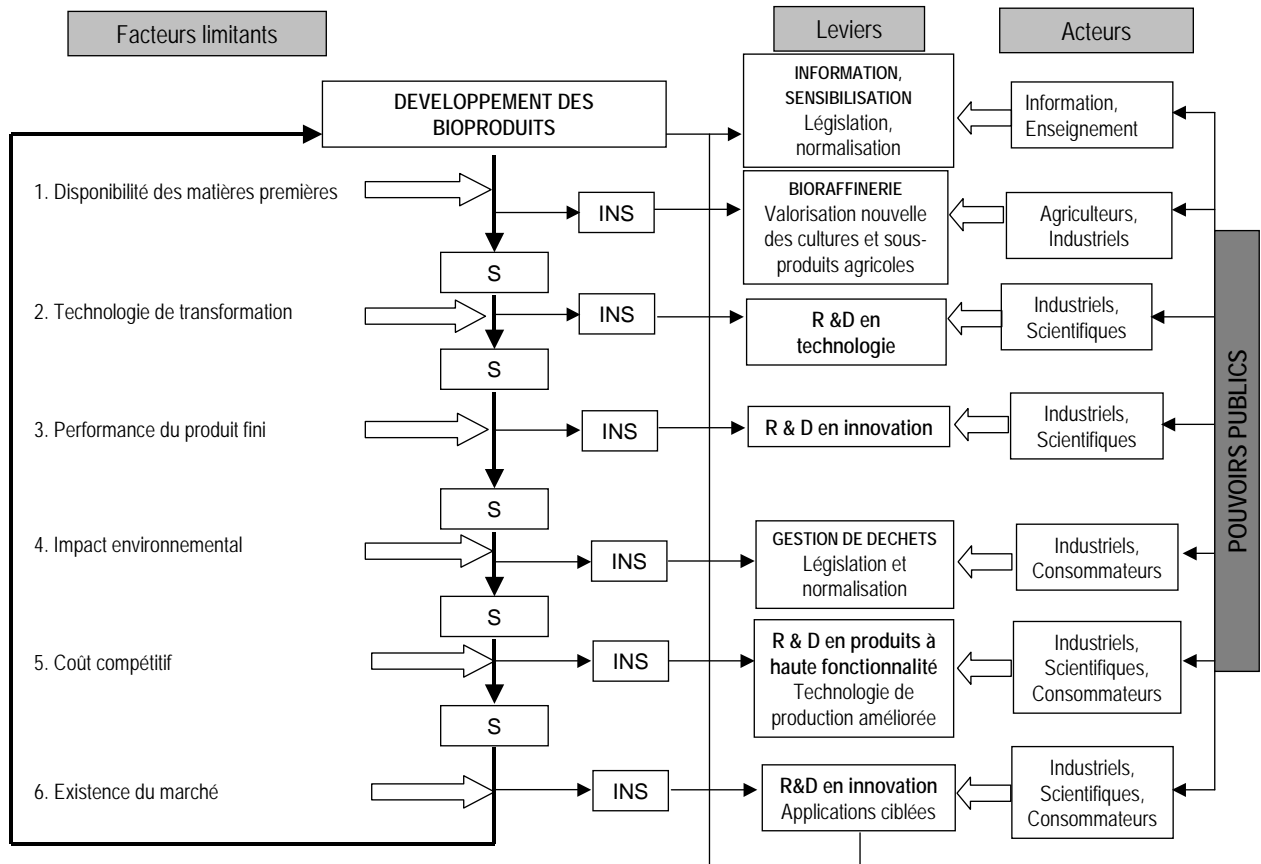 Facteurs limitants
Leviers
Acteurs
DEVELOPPEMENT DES
BIOPRODUITS
INFORMATION,
SENSIBILISATION
Législation,
normalisation
Information,
Enseignement
1. Disponibilité des matières premières
INS
BIORAFFINERIE
Valorisation nouvelle
des cultures et sous-
produits agricoles
Agriculteurs,
Industriels
S
2. Technologie de transformation
INS
R &D en
technologie
Industriels,
Scientifiques
S
3. Performance du produit fini
INS
R & D en innovation
Industriels,
Scientifiques
S
4. Impact environnemental
INS
GESTION DE DECHETS
Législation et
normalisation
Industriels,
Consommateurs
S
5. Coût compétitif
INS
R & D en produits à
haute fonctionnalité
Technologie de
production améliorée
Industriels,
Scientifiques,
Consommateurs
S
6. Existence du marché
INS
R&D en innovation
Applications ciblées
Industriels,
Scientifiques,
Consommateurs
POUVOIRS PUBLICS